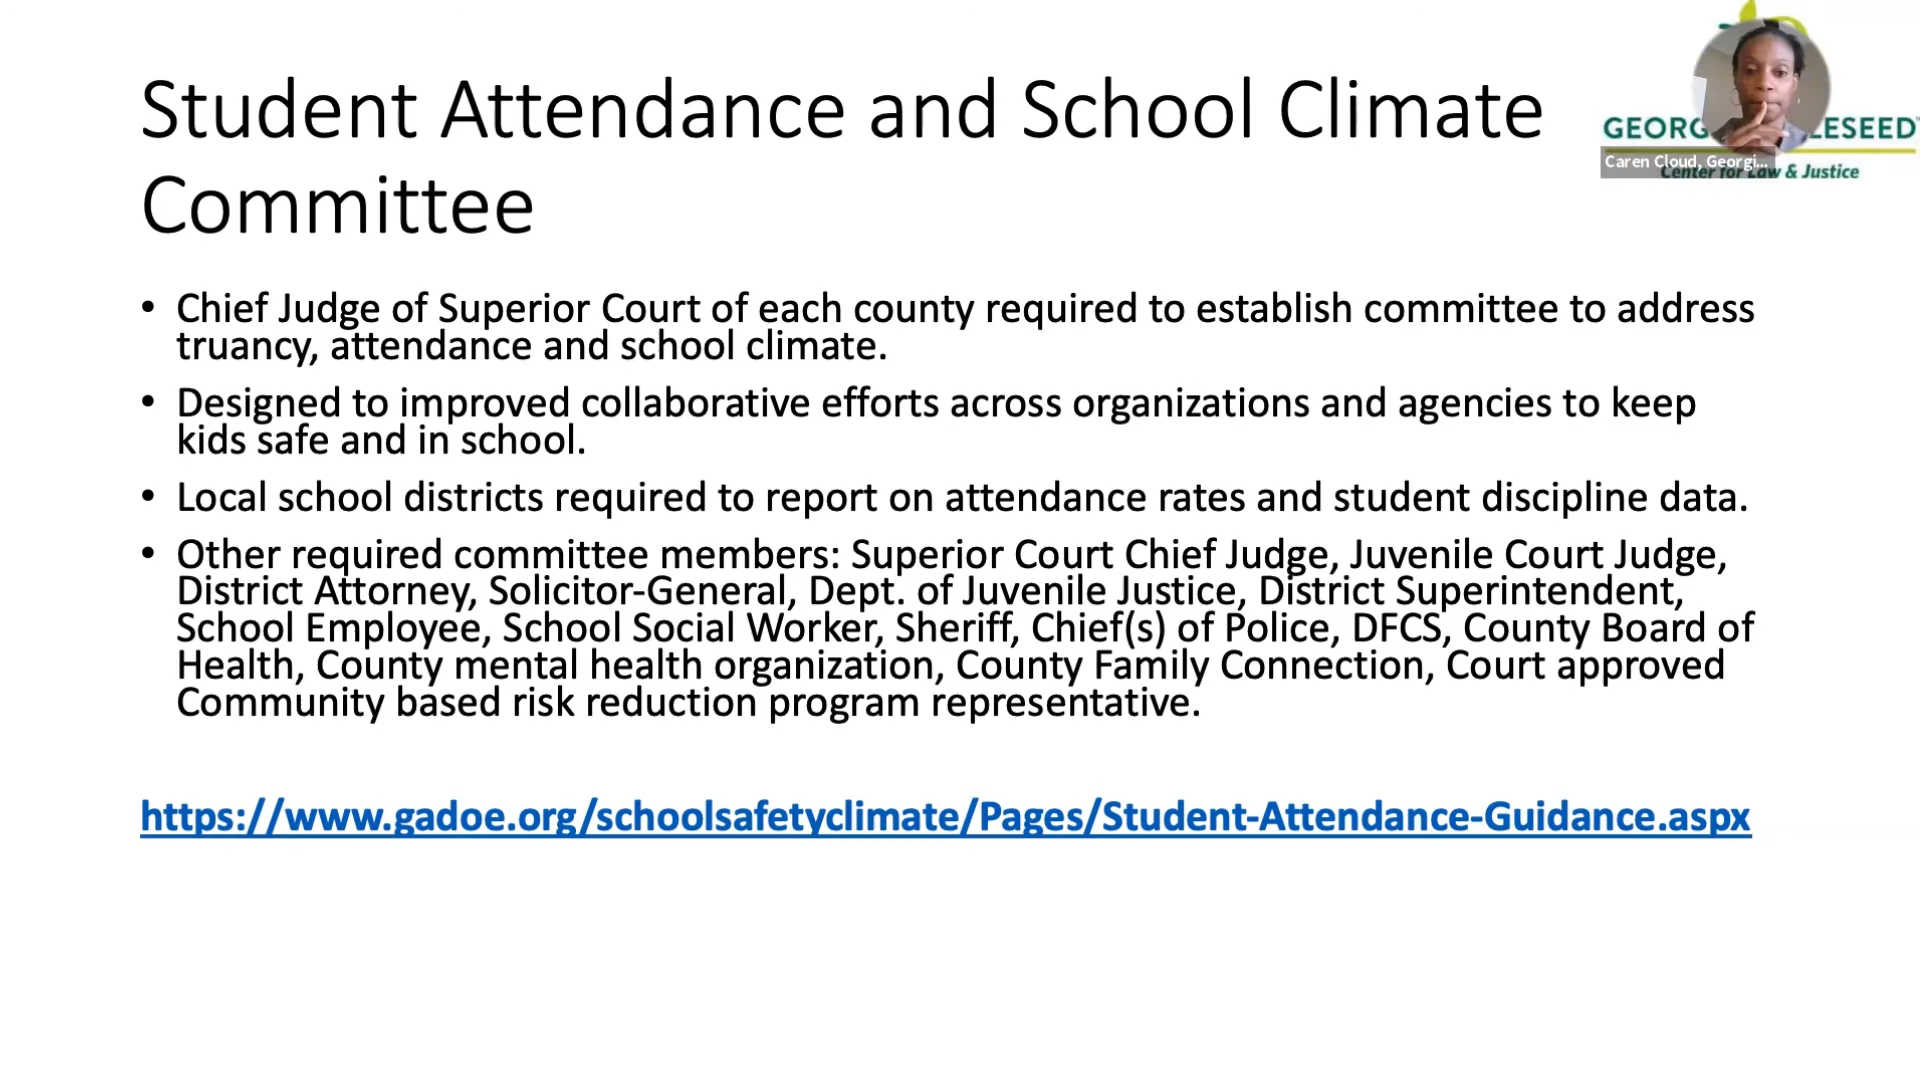 Student Attendance and School Climate
Committee
GEORG LESEED
Caren Cloud, Georgi...
Center for Law & Justice
• Chief Judge of Superior Court of each county required to establish committee to address
truancy, attendance and school climate.
• Designed to improved collaborative efforts across organizations and agencies to keep
kids safe and in school.
• Local school districts required to report on attendance rates and student discipline data.
• Other required committee members: Superior Court Chief Judge, Juvenile Court Judge,
District Attorney, Solicitor-General, Dept. of Juvenile Justice, District Superintendent,
School Employee, School Social Worker, Sheriff, Chief(s) of Police, DFCS, County Board of
Health, County mental health organization, County Family Connection, Court approved
Community based risk reduction program representative.
https://www.gadoe.org/schoolsafetyclimate/Pages/Student-Attendance-Guidance.aspx